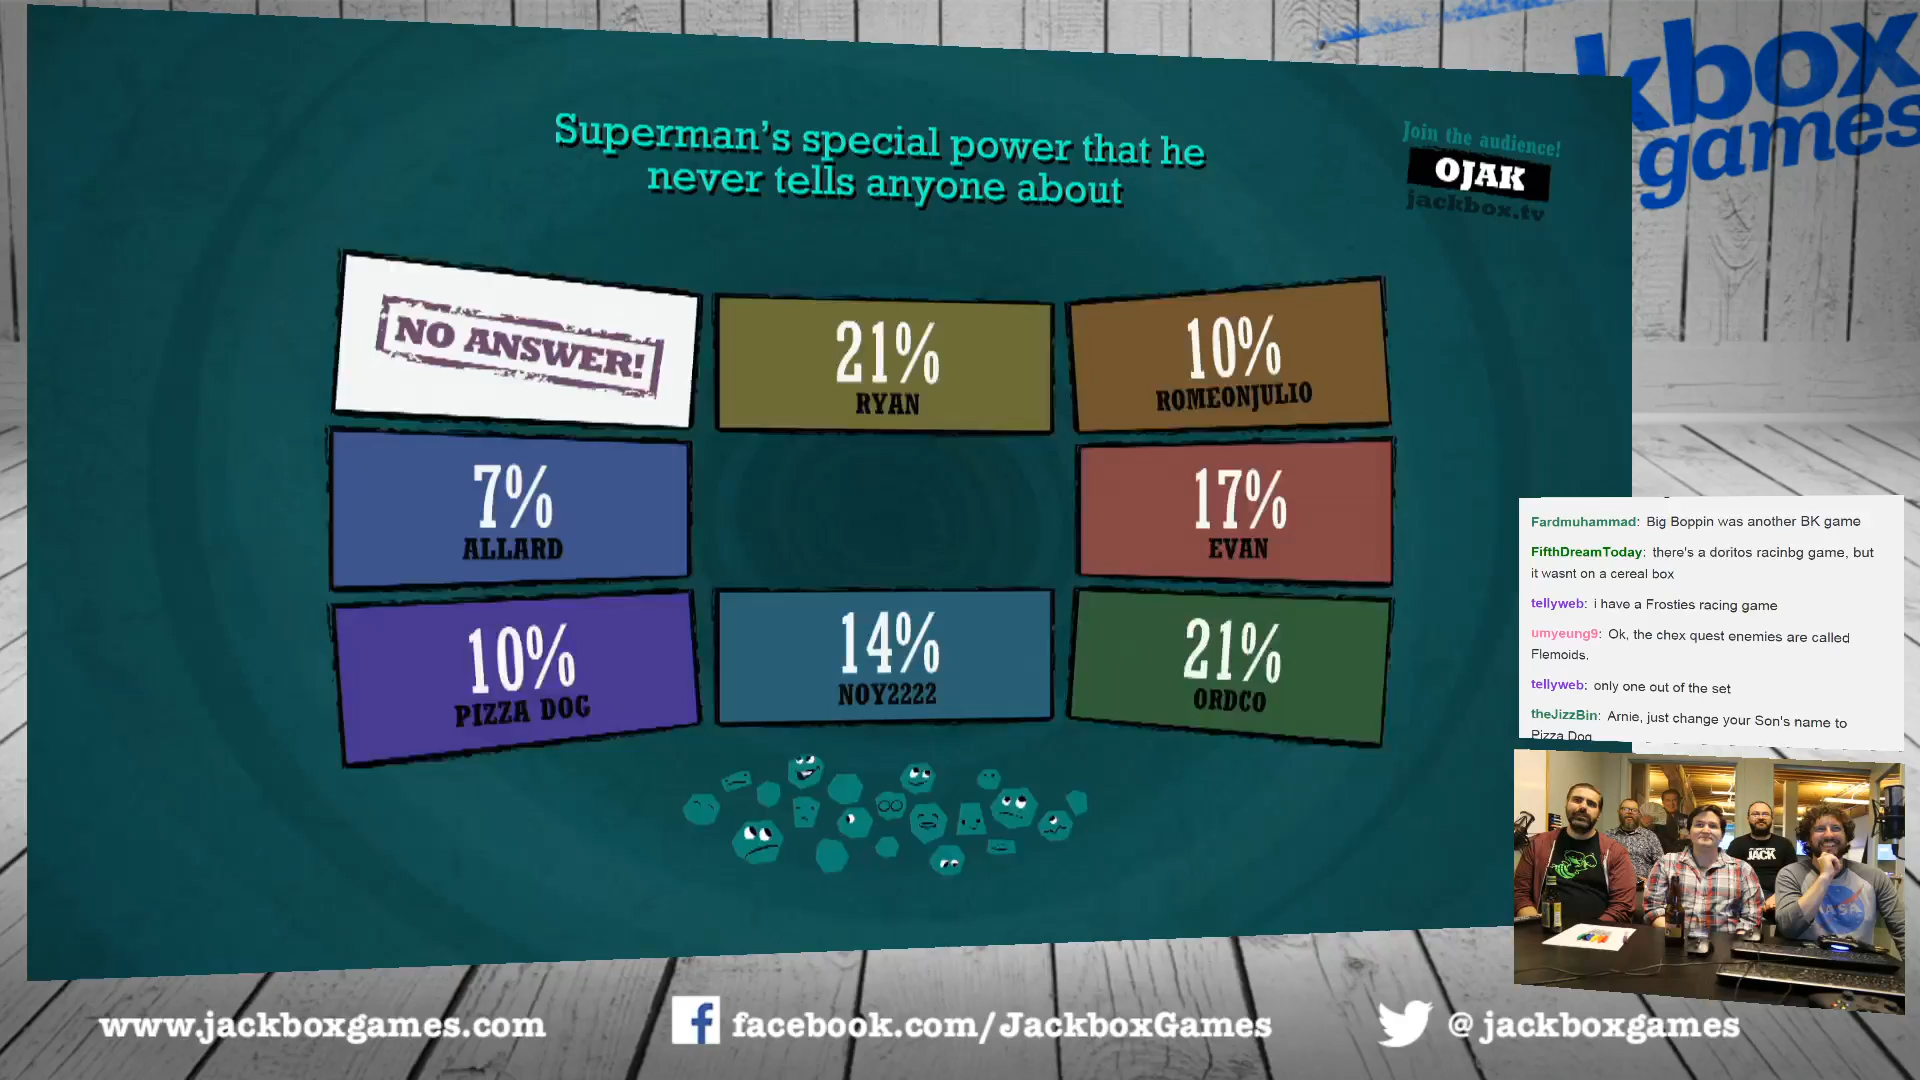 kbox
games
Superman's special power that he
never tells anyone about
Join the audience!
OJAK
jackbox.tv
NO ANSWER!
21%
RYAN
10%
ROMEONJULIO
7%
ALLARD
17%
EVAN
10%
PIZZA DOG
14%
NOY2222
21%
ORDCO
Fardmuhammad: Big Boppin was another BK game
FifthDreamToday: there's a doritos racinbg game, but
it wasnt on a cereal box
tellyweb: i have a Frosties racing game
umyeung9: Ok, the chex quest enemies are called
Flemoids.
tellyweb: only one out of the set
theJizzBin: Arnie, just change your Son's name to
Pizza Dog
JACK
NASA
www.jackboxgames.com
facebook.com/JackboxGames
@jackboxgames